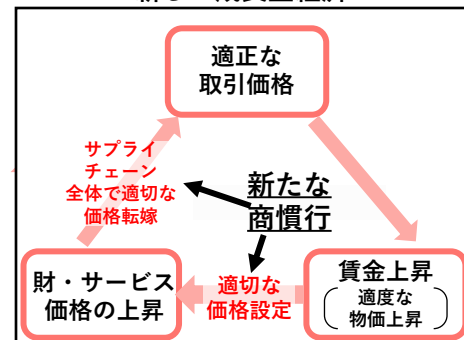 適正な
取引価格
サプライ
チェーン
全体で適切な
価格転嫁
新たな
商慣行
財・サービス
価格の上昇
適切な
価格設定
賃金上昇
適度な
物価上昇